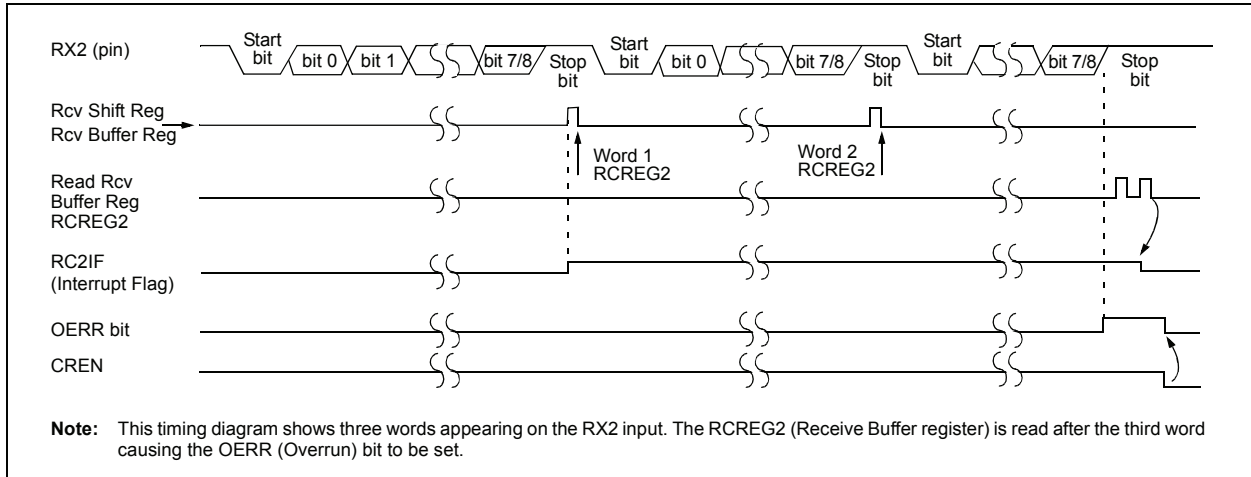 RX2 (pin)
Start bit
bit 0
bit 1
bit 7/8
Stop bit
Start bit
bit 0
bit 7/8
Stop bit
Start bit
bit 7/8
Stop bit
Rcv Shift Reg
Rcv Buffer Reg
Word 1
RCREG2
Word 2
RCREG2
Read Rcv
Buffer Reg
RCREG2
RC2IF
(Interrupt Flag)
OERR bit
CREN
Note: This timing diagram shows three words appearing on the RX2 input. The RCREG2 (Receive Buffer register) is read after the third word
causing the OERR (Overrun) bit to be set.